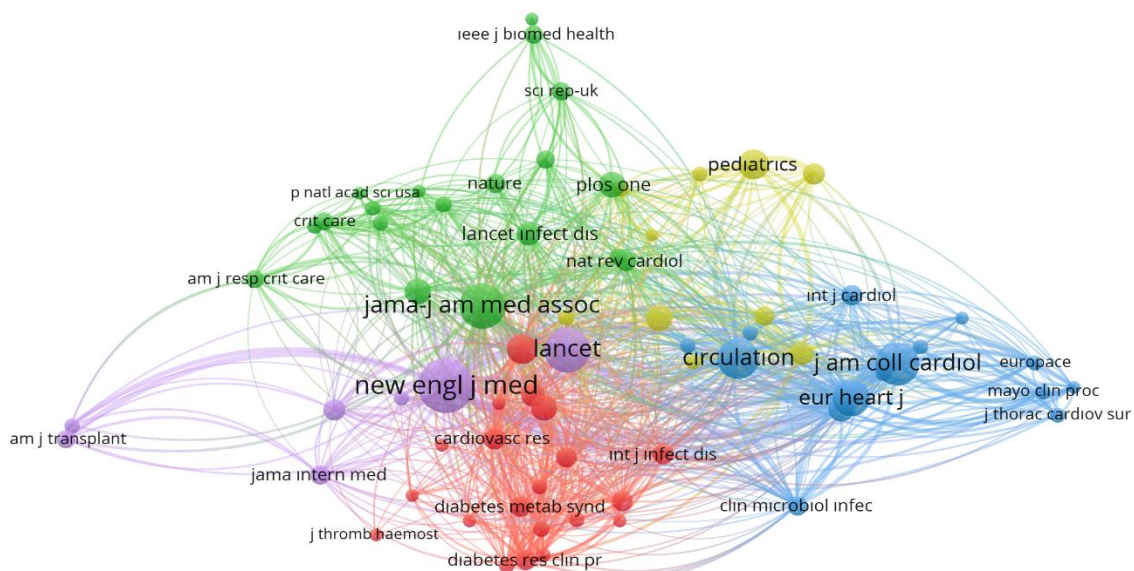 ieee j biomed health
sci rep-uk
pediatrics
nature
plos one
p natl acad sci usa
crit care
lancet infect dis
nat rev cardiol
am j resp crit care
int j cardiol
jama-j am med assoc
lancet
circulation
j am coll cardiol
europace
new engl j med
eur heart j
mayo clin proc
j thorac cardiov sur
am j transplant
cardiovasc res
int j infect dis
jama intern med
diabetes metab synd
clin microbiol infec
j thromb haemost
diabetes res clin pr